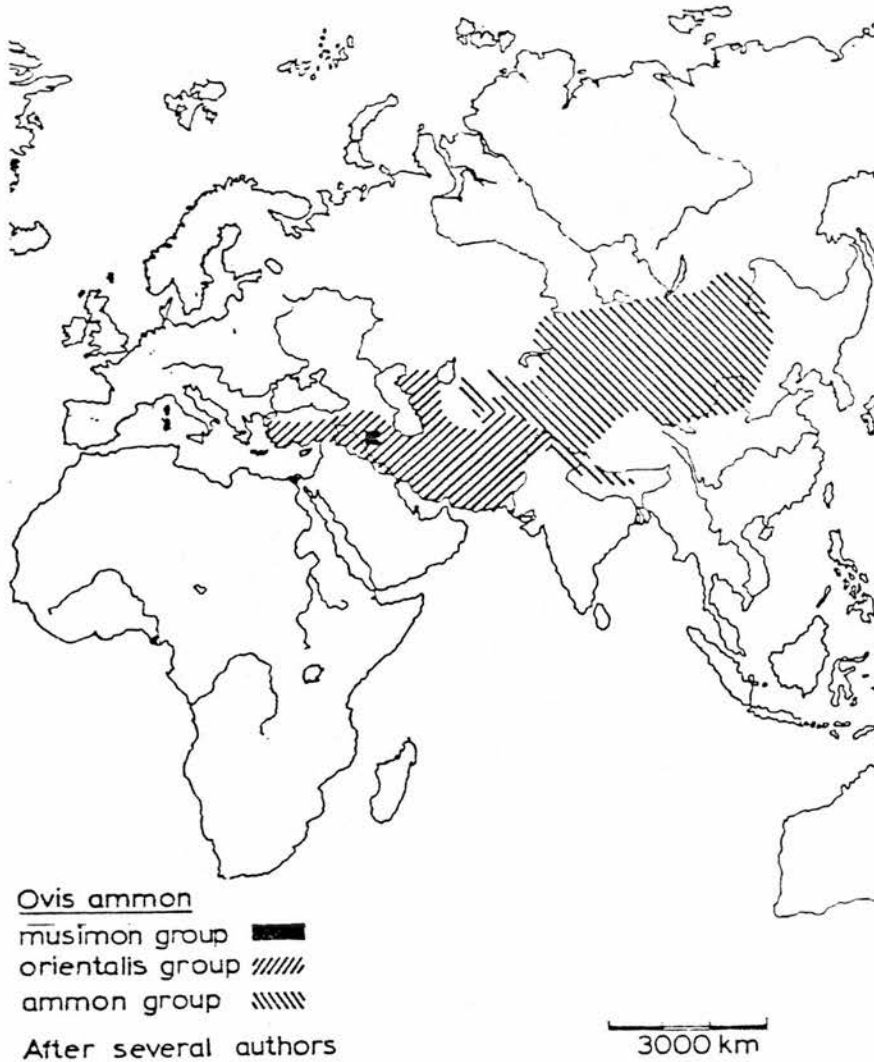 Ovis ammon
musimon group
orientalis group
ammon group
After several authors
3000 km